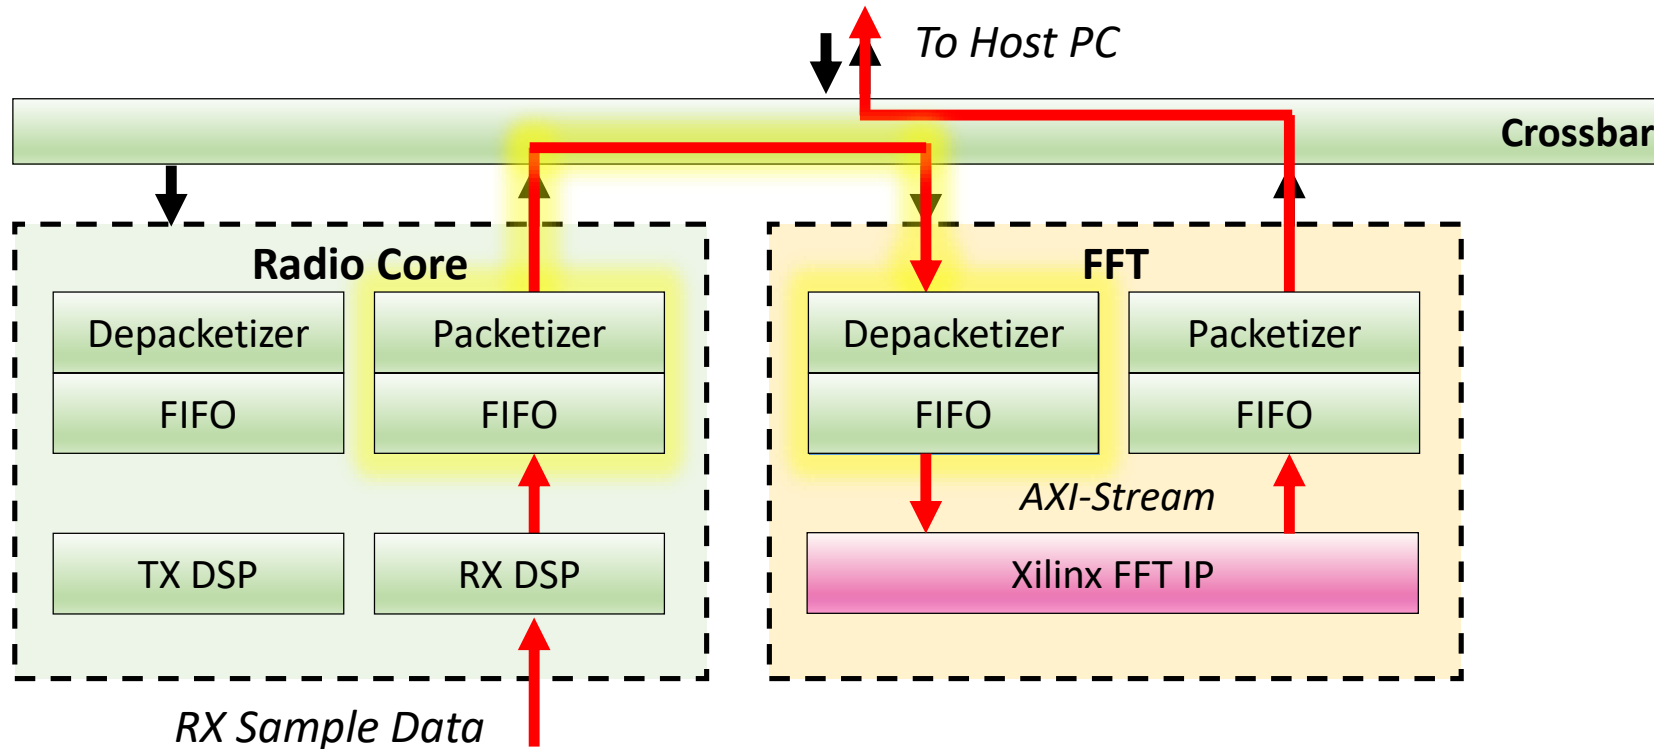 To Host PC
Crossbar
Radio Core
FFT
Depacketizer
Packetizer
Depacketizer
Packetizer
FIFO
FIFO
FIFO
FIFO
AXI-Stream
TX DSP
RX DSP
Xilinx FFT IP
RX Sample Data